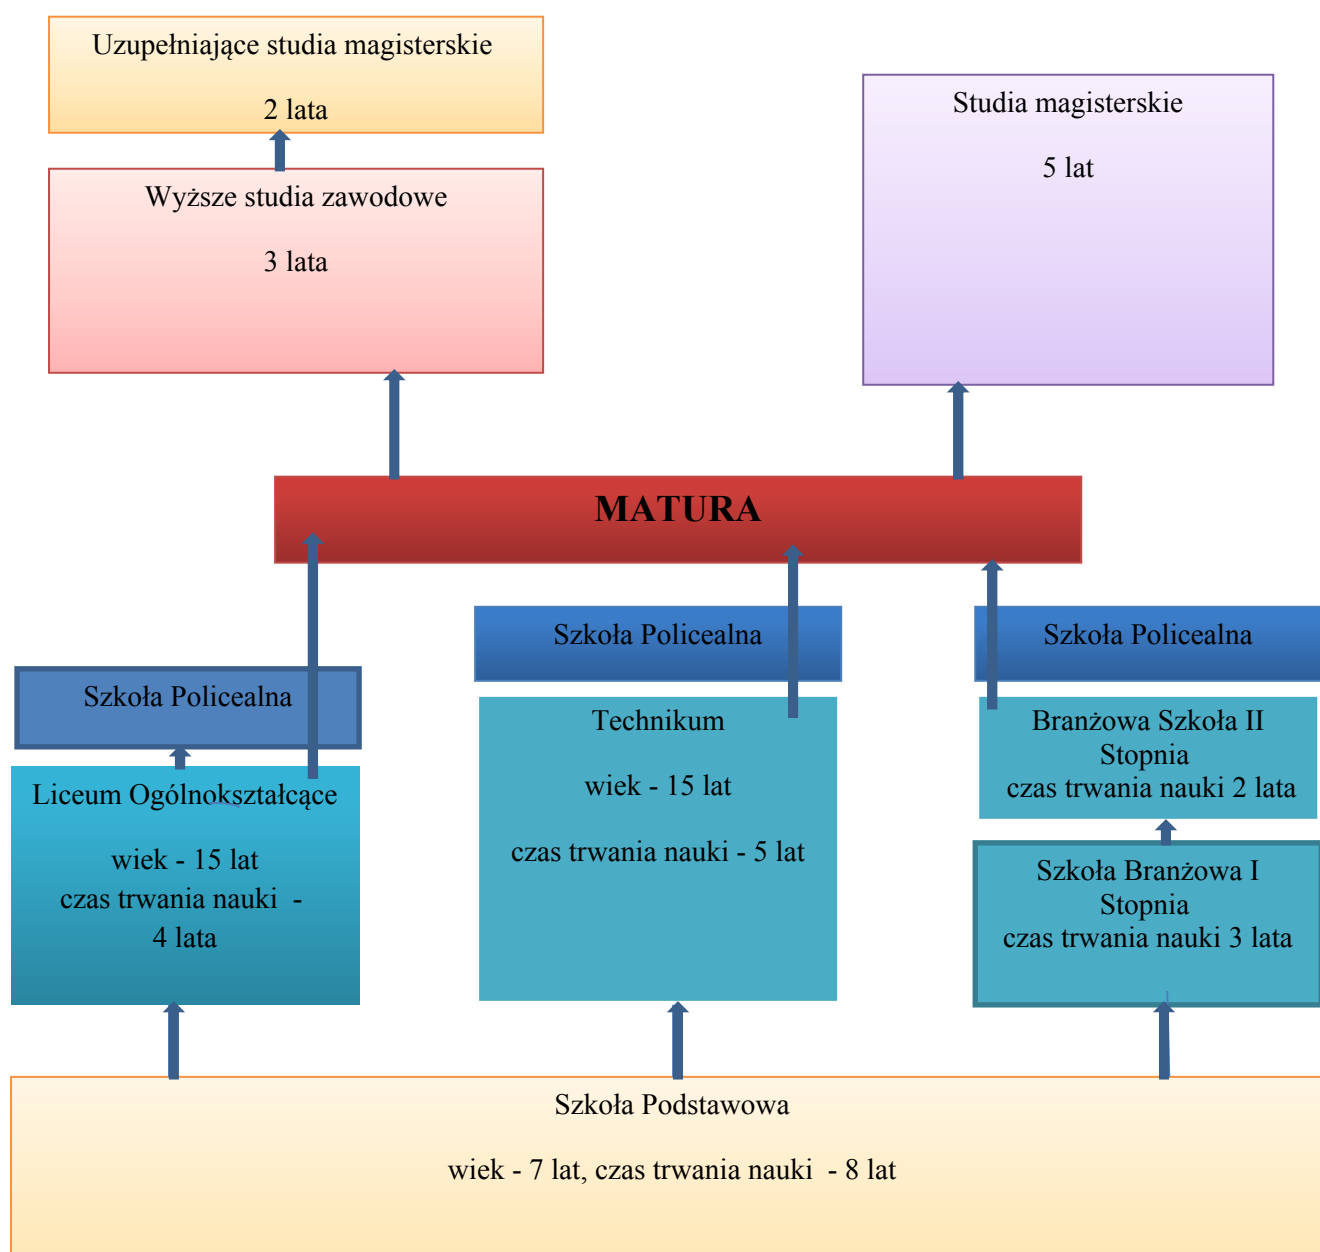 Uzupełniające studia magisterskie
2 lata
Studia magisterskie
5 lat
Wyższe studia zawodowe
3 lata
MATURA
Szkoła Policealna
Szkoła Policealna
Szkoła Policealna
Liceum Ogólnokształcące
wiek - 15 lat
czas trwania nauki -
4 lata
Technikum
wiek - 15 lat
czas trwania nauki - 5 lat
Branżowa Szkoła II
Stopnia
czas trwania nauki 2 lata
Szkoła Branżowa I
Stopnia
czas trwania nauki 3 lata
Szkoła Podstawowa
wiek - 7 lat, czas trwania nauki - 8 lat